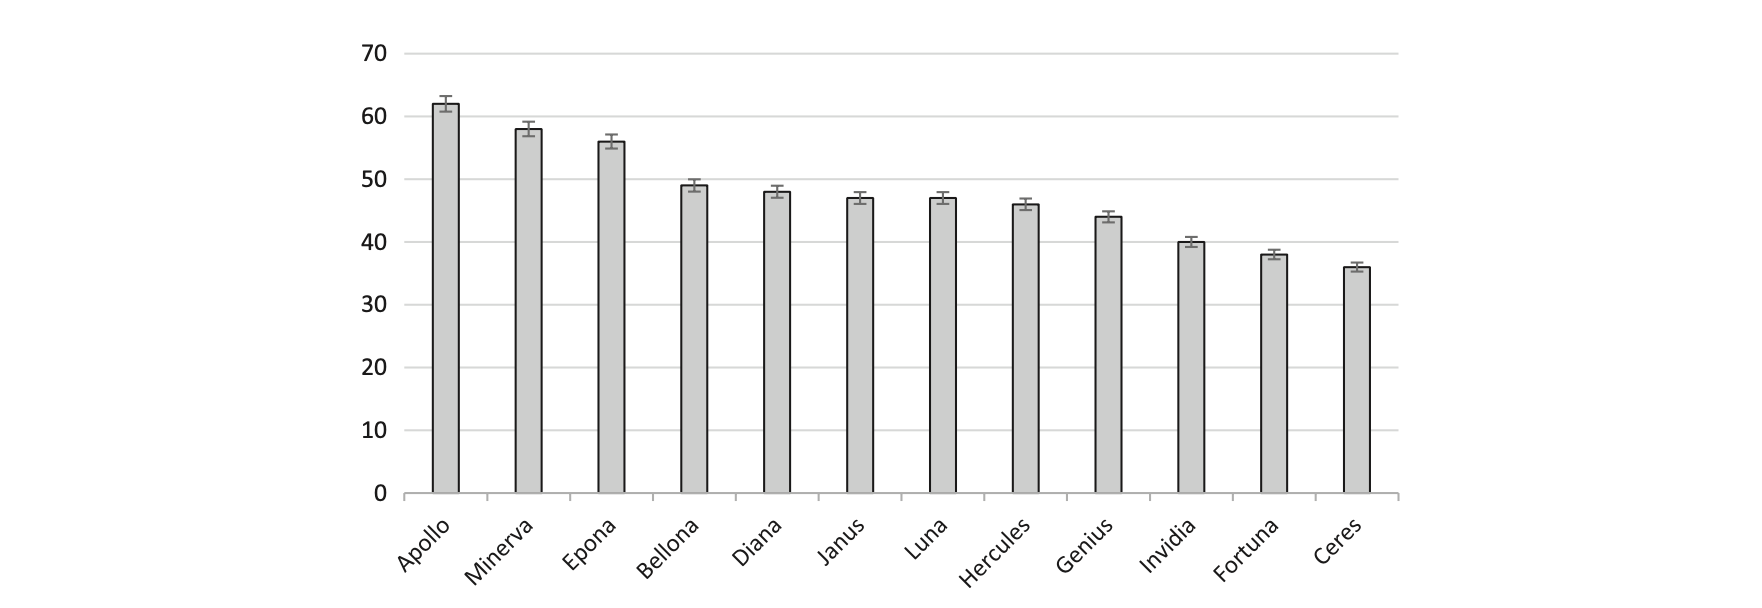 70
60
50
40
30
20
10
0
Apollo
Minerva
Epona
Bellona
Diana
Janus
Luna
Hercules
Genius
Invidia
Fortuna
Ceres